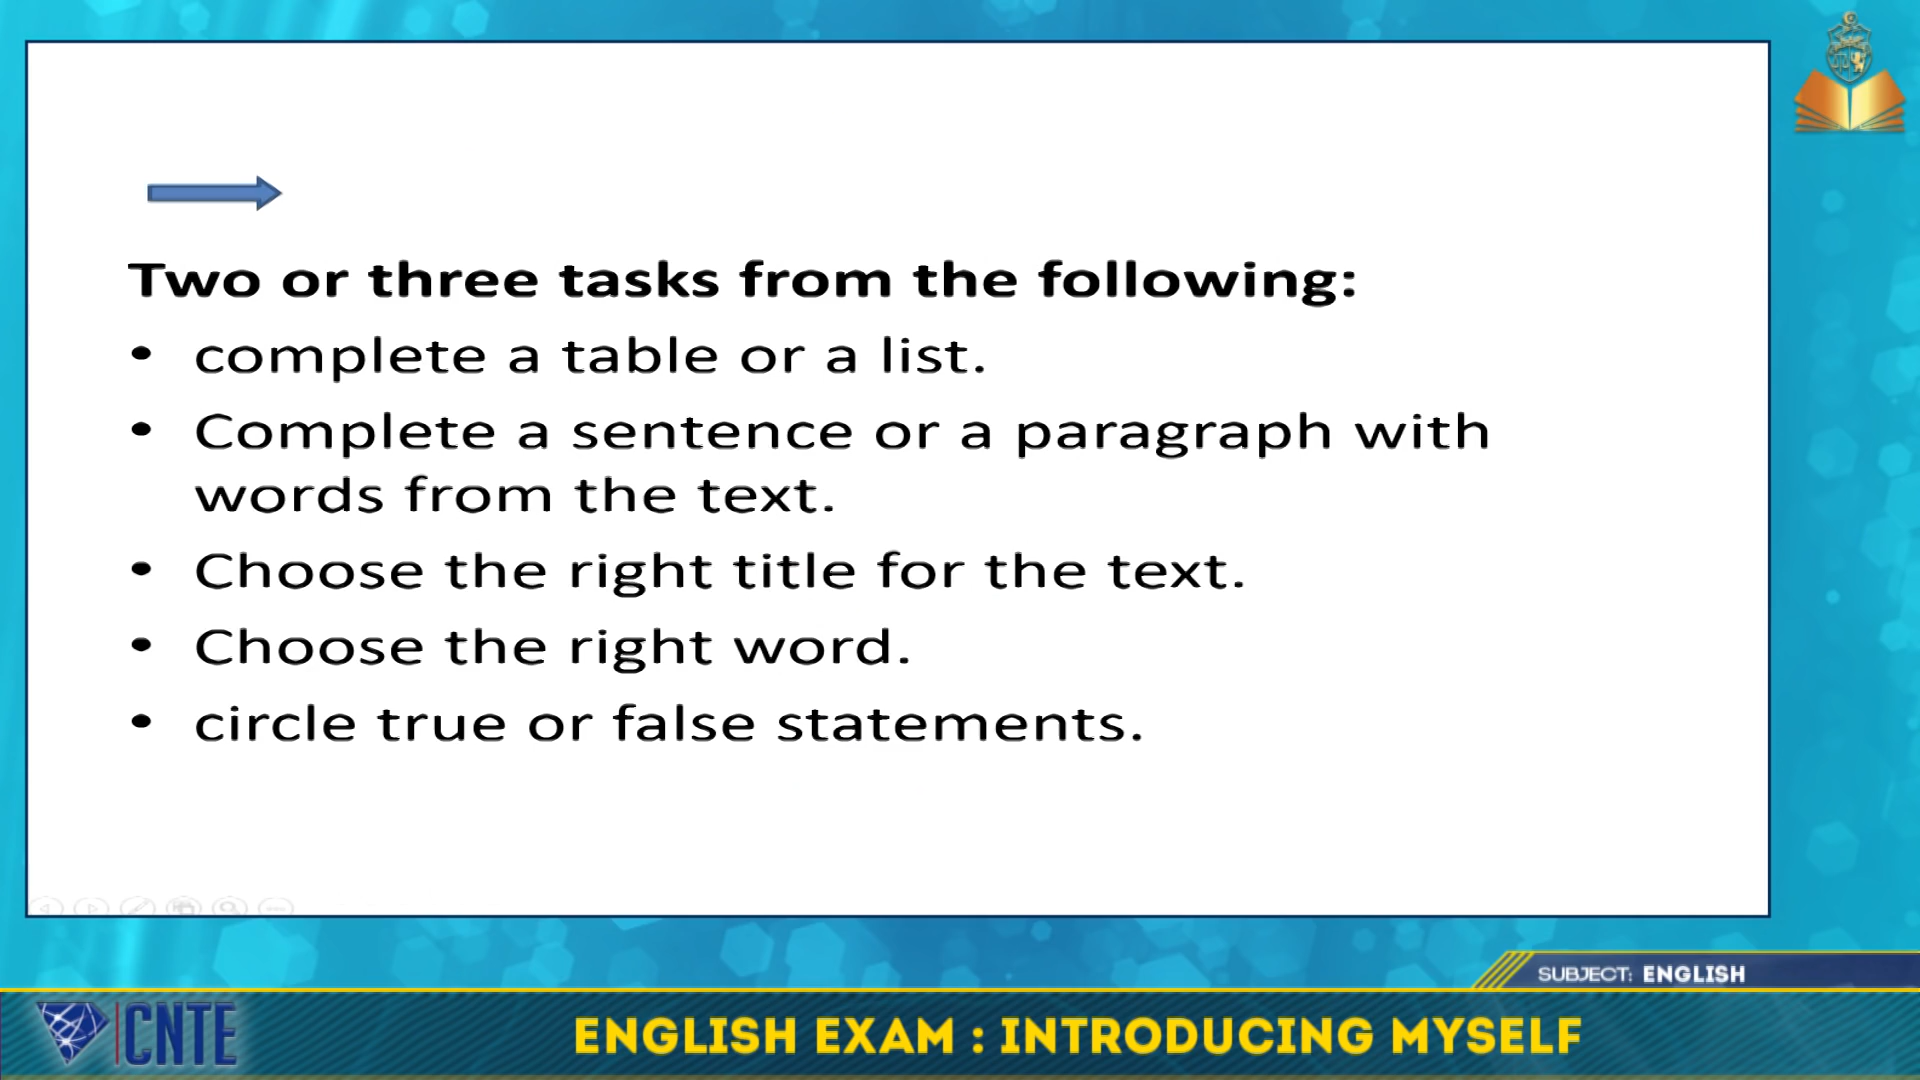 Two or three tasks from the following:
• complete a table or a list.
• Complete a sentence or a paragraph with
words from the text.
• Choose the right title for the text.
• Choose the right word.
• circle true or false statements.
SUBJECT: ENGLISH
CNTE
ENGLISH EXAM : INTRODUCING MYSELF